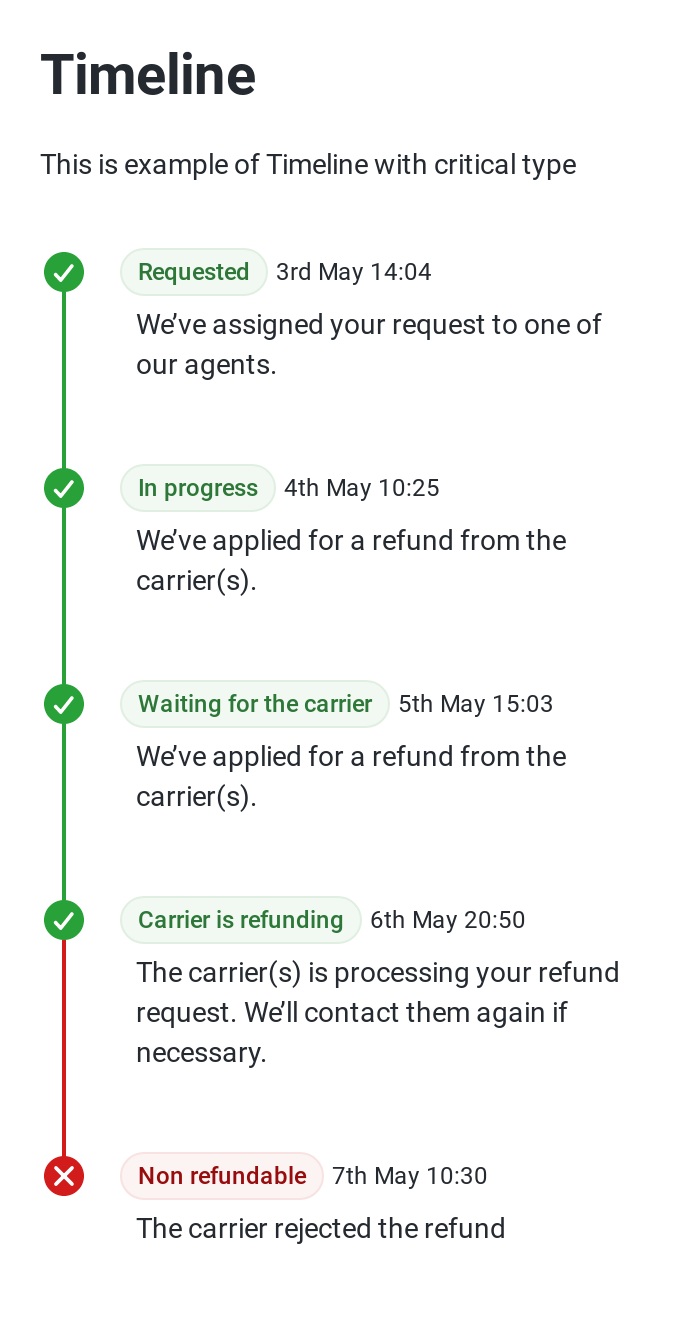 Timeline
This is example of Timeline with critical type
Requested 3rd May 14:04
We’ve assigned your request to one of
our agents.
In progress 4th May 10:25
We’ve applied for a refund from the
carrier(s).
Waiting for the carrier 5th May 15:03
We’ve applied for a refund from the
carrier(s).
Carrier is refunding 6th May 20:50
The carrier(s) is processing your refund
request. We’ll contact them again if
necessary.
Non refundable 7th May 10:30
The carrier rejected the refund